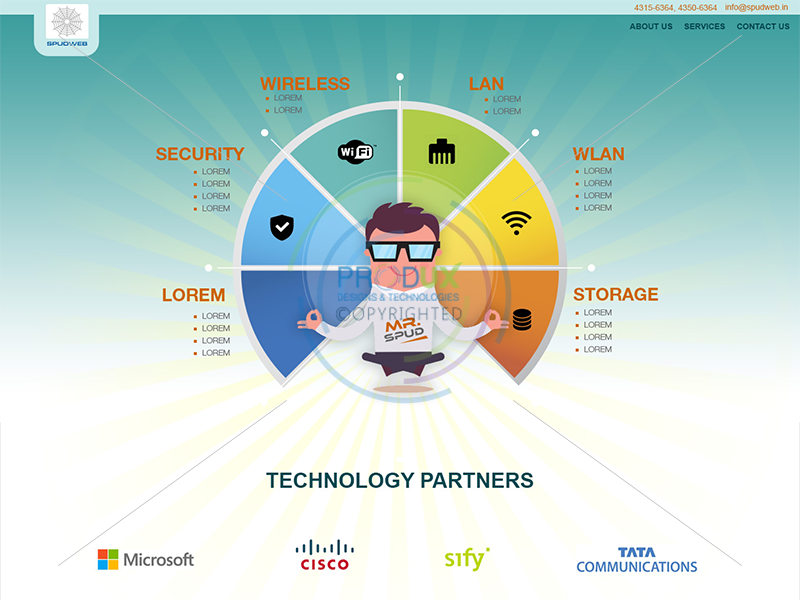 4315-6364, 4350-6364 info@spudweb.in
SPUDWEB
ABOUT US SERVICES CONTACT US
WIRELESS
LOREM
LOREM
LAN
LOREM
LOREM
SECURITY
LOREM
LOREM
LOREM
LOREM
WiFi
WLAN
LOREM
LOREM
LOREM
LOREM
PRODUX
DESIGNS & TECHNOLOGIES
©OPYRIGHTED
LOREM
LOREM
LOREM
LOREM
LOREM
MR.
SPUD
STORAGE
LOREM
LOREM
LOREM
LOREM
TECHNOLOGY PARTNERS
Microsoft
CISCO
sify
TATA
COMMUNICATIONS